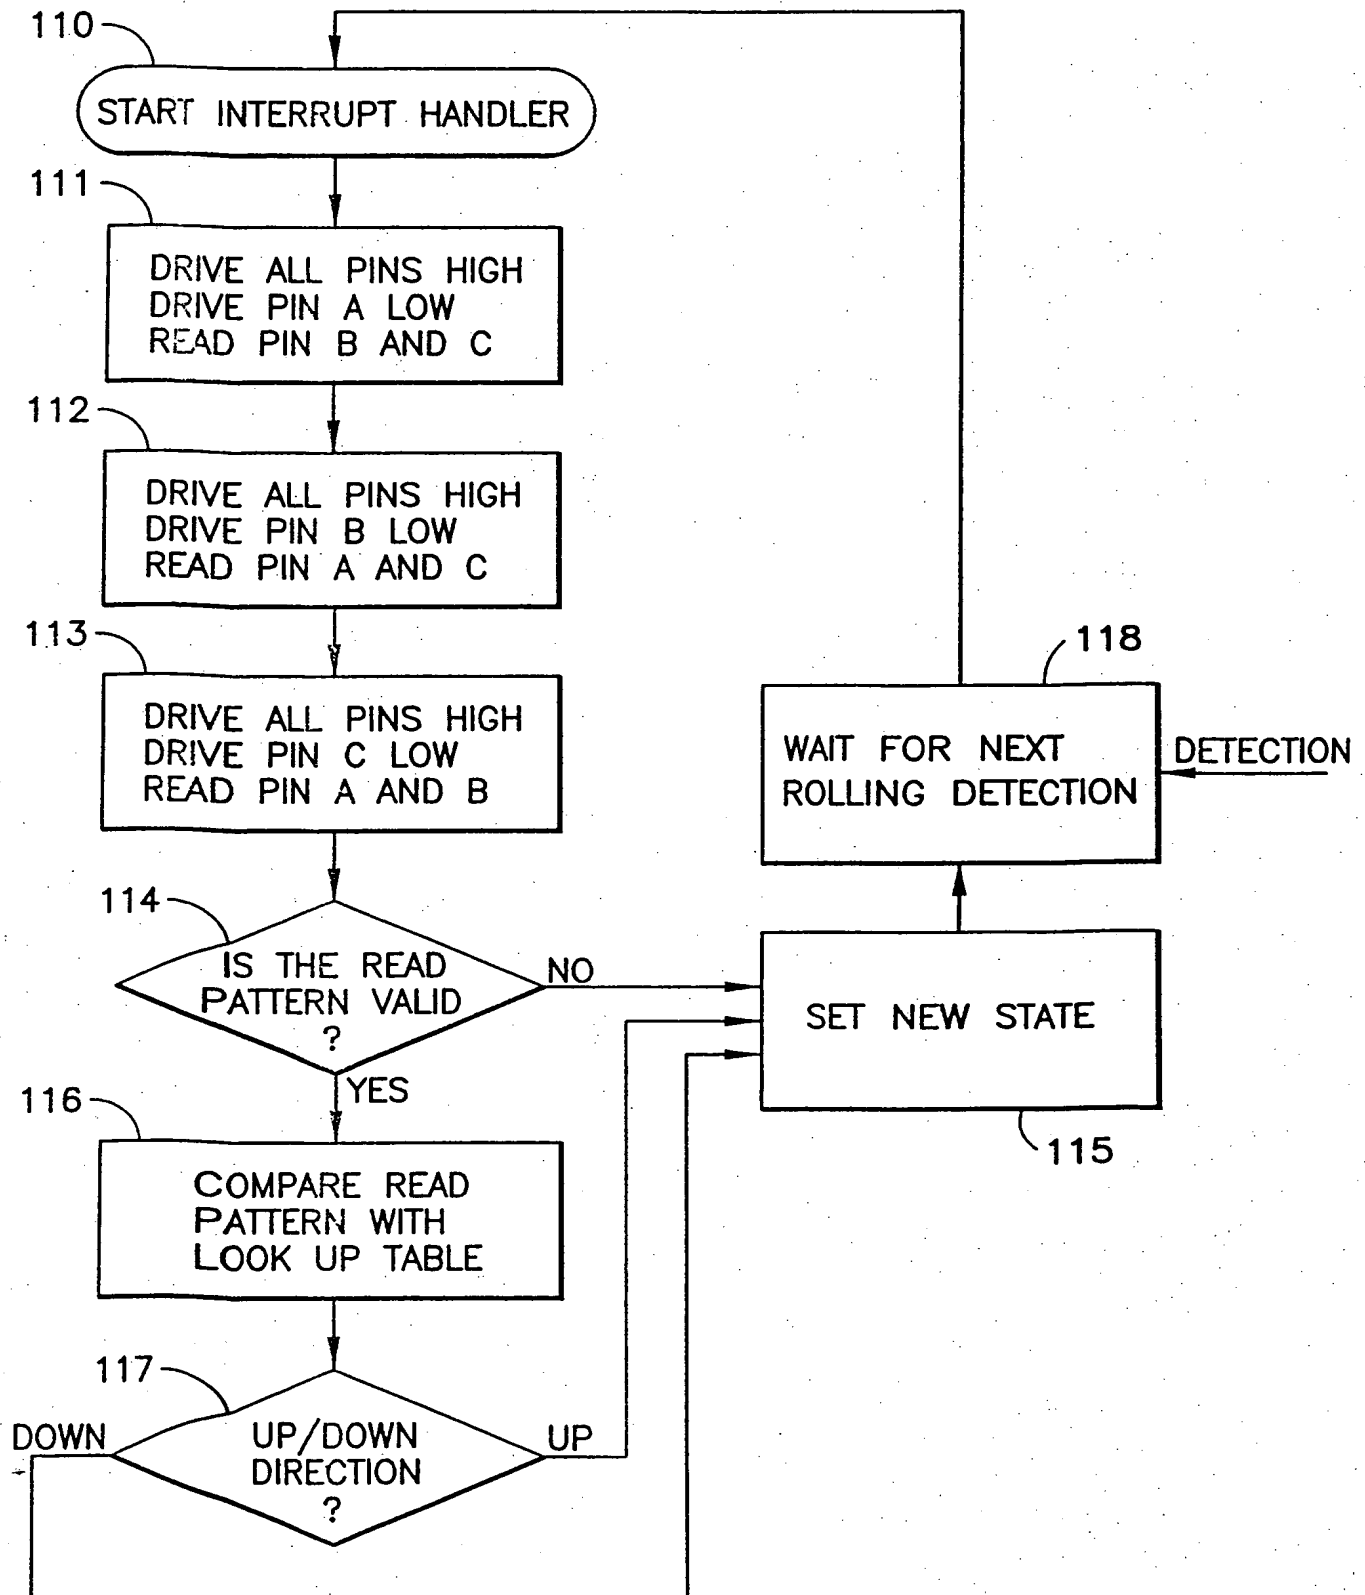 110
START INTERRUPT HANDLER
111
DRIVE ALL PINS HIGH
DRIVE PIN A LOW
READ PIN B AND C
112
DRIVE ALL PINS HIGH
DRIVE PIN B LOW
READ PIN A AND C
113
DRIVE ALL PINS HIGH
DRIVE PIN C LOW
READ PIN A AND B
118
WAIT FOR NEXT
ROLLING DETECTION
DETECTION
114
IS THE READ
PATTERN VALID
?
NO
YES
SET NEW STATE
115
116
COMPARE READ
PATTERN WITH
LOOK UP TABLE
117
UP/DOWN
DIRECTION
?
DOWN
UP